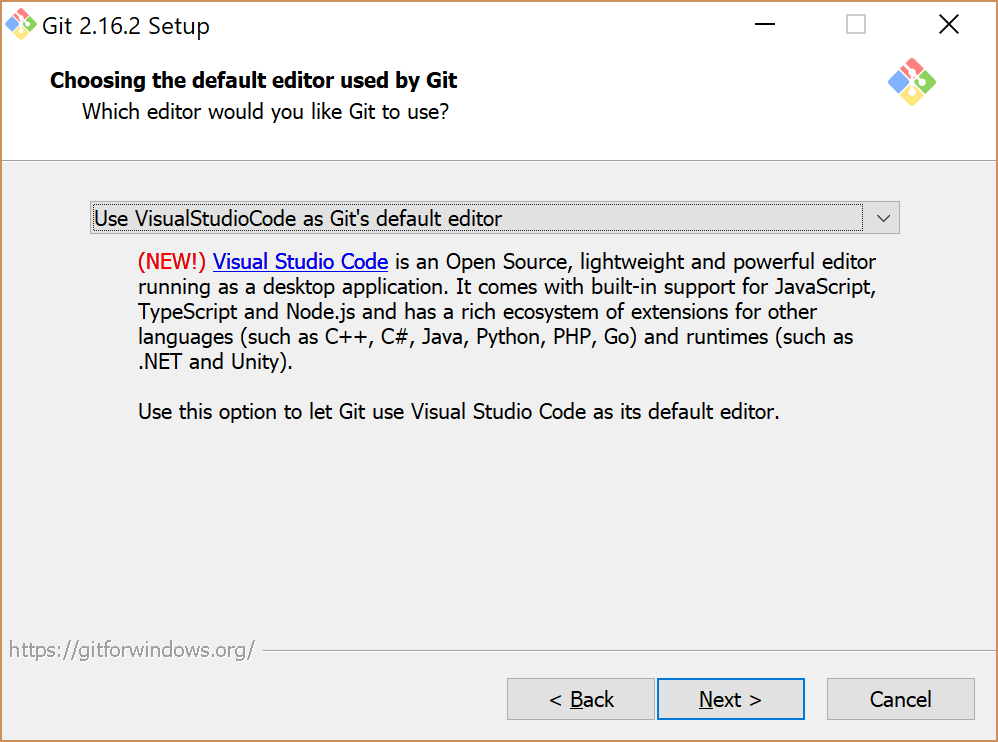 Git 2.16.2 Setup
Choosing the default editor used by Git
Which editor would you like Git to use?
Use VisualStudioCode as Git's default editor
(NEW!) Visual Studio Code is an Open Source, lightweight and powerful editor
running as a desktop application. It comes with built-in support for JavaScript,
TypeScript and Node.js and has a rich ecosystem of extensions for other
languages (such as C++, C#, Java, Python, PHP, Go) and runtimes (such as
.NET and Unity).
Use this option to let Git use Visual Studio Code as its default editor.
https://gitforwindows.org/
< Back
Next >
Cancel